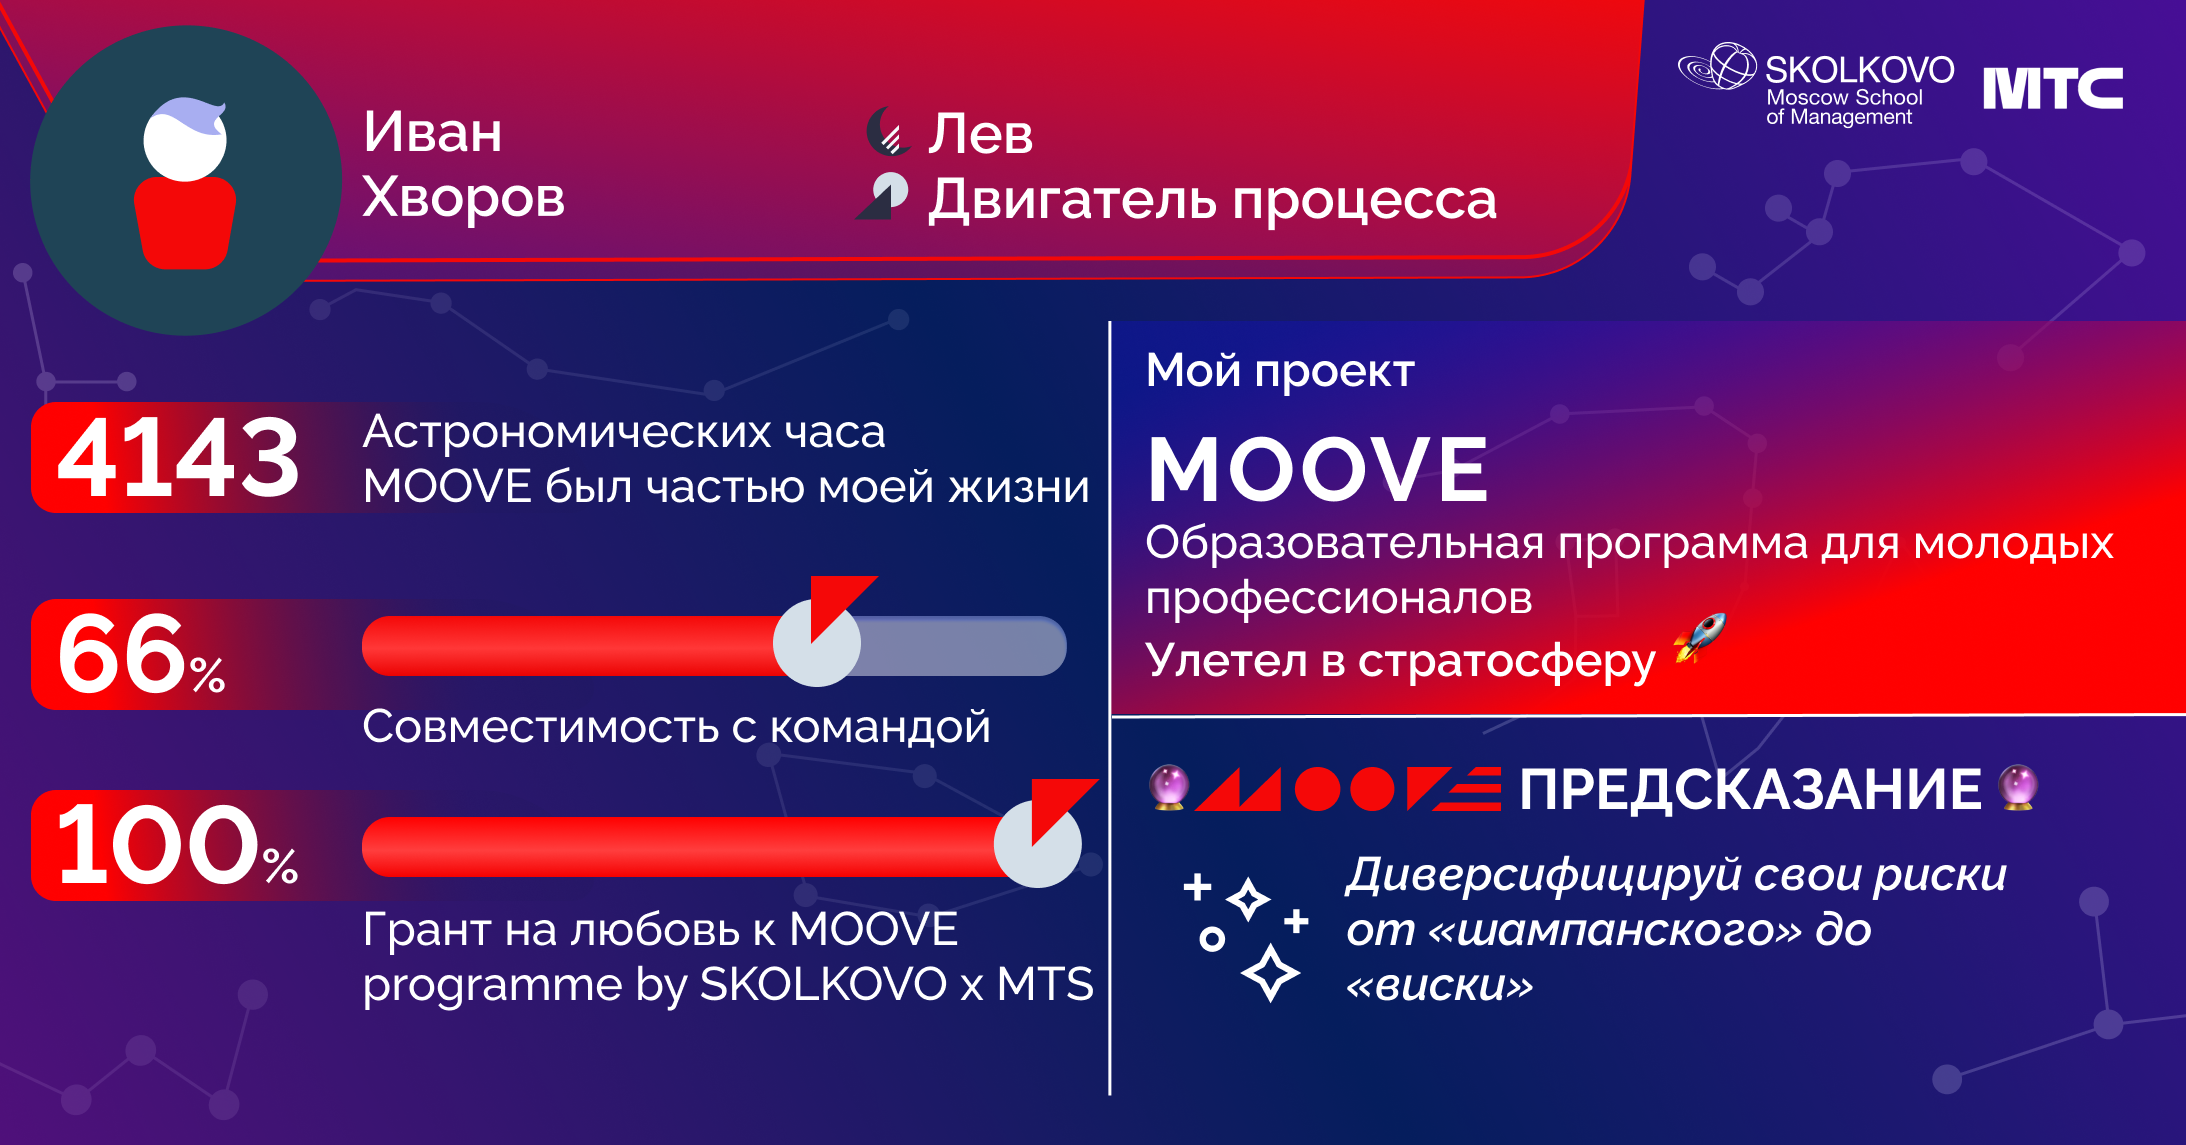 Иван
Хворов
Лев
Двигатель процесса
SKOLKOVO
Moscow School
of Management
МТС
4143
Астрономических часа
MOOVE был частью моей жизни
66%
Совместимость с командой
100%
Грант на любовь к MOOVE
programme by SKOLKOVO x MTS
Мой проект
MOOVE
Образовательная программа для молодых
профессионалов
Улетел в стратосферу
MOOVE ПРЕДСКАЗАНИЕ
Диверсифицируй свои риски
от «шампанского» до
«виски»